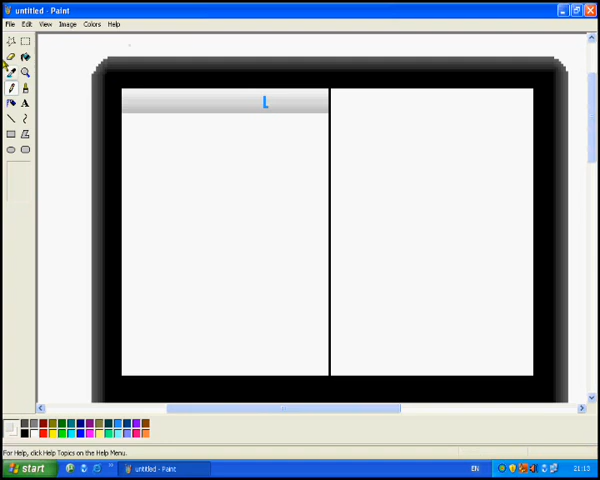 untitled - Paint
File Edit View Image Colors Help
A
L
For Help, click Help Topics on the Help Menu.
start
untitled - Paint
EN
21:13